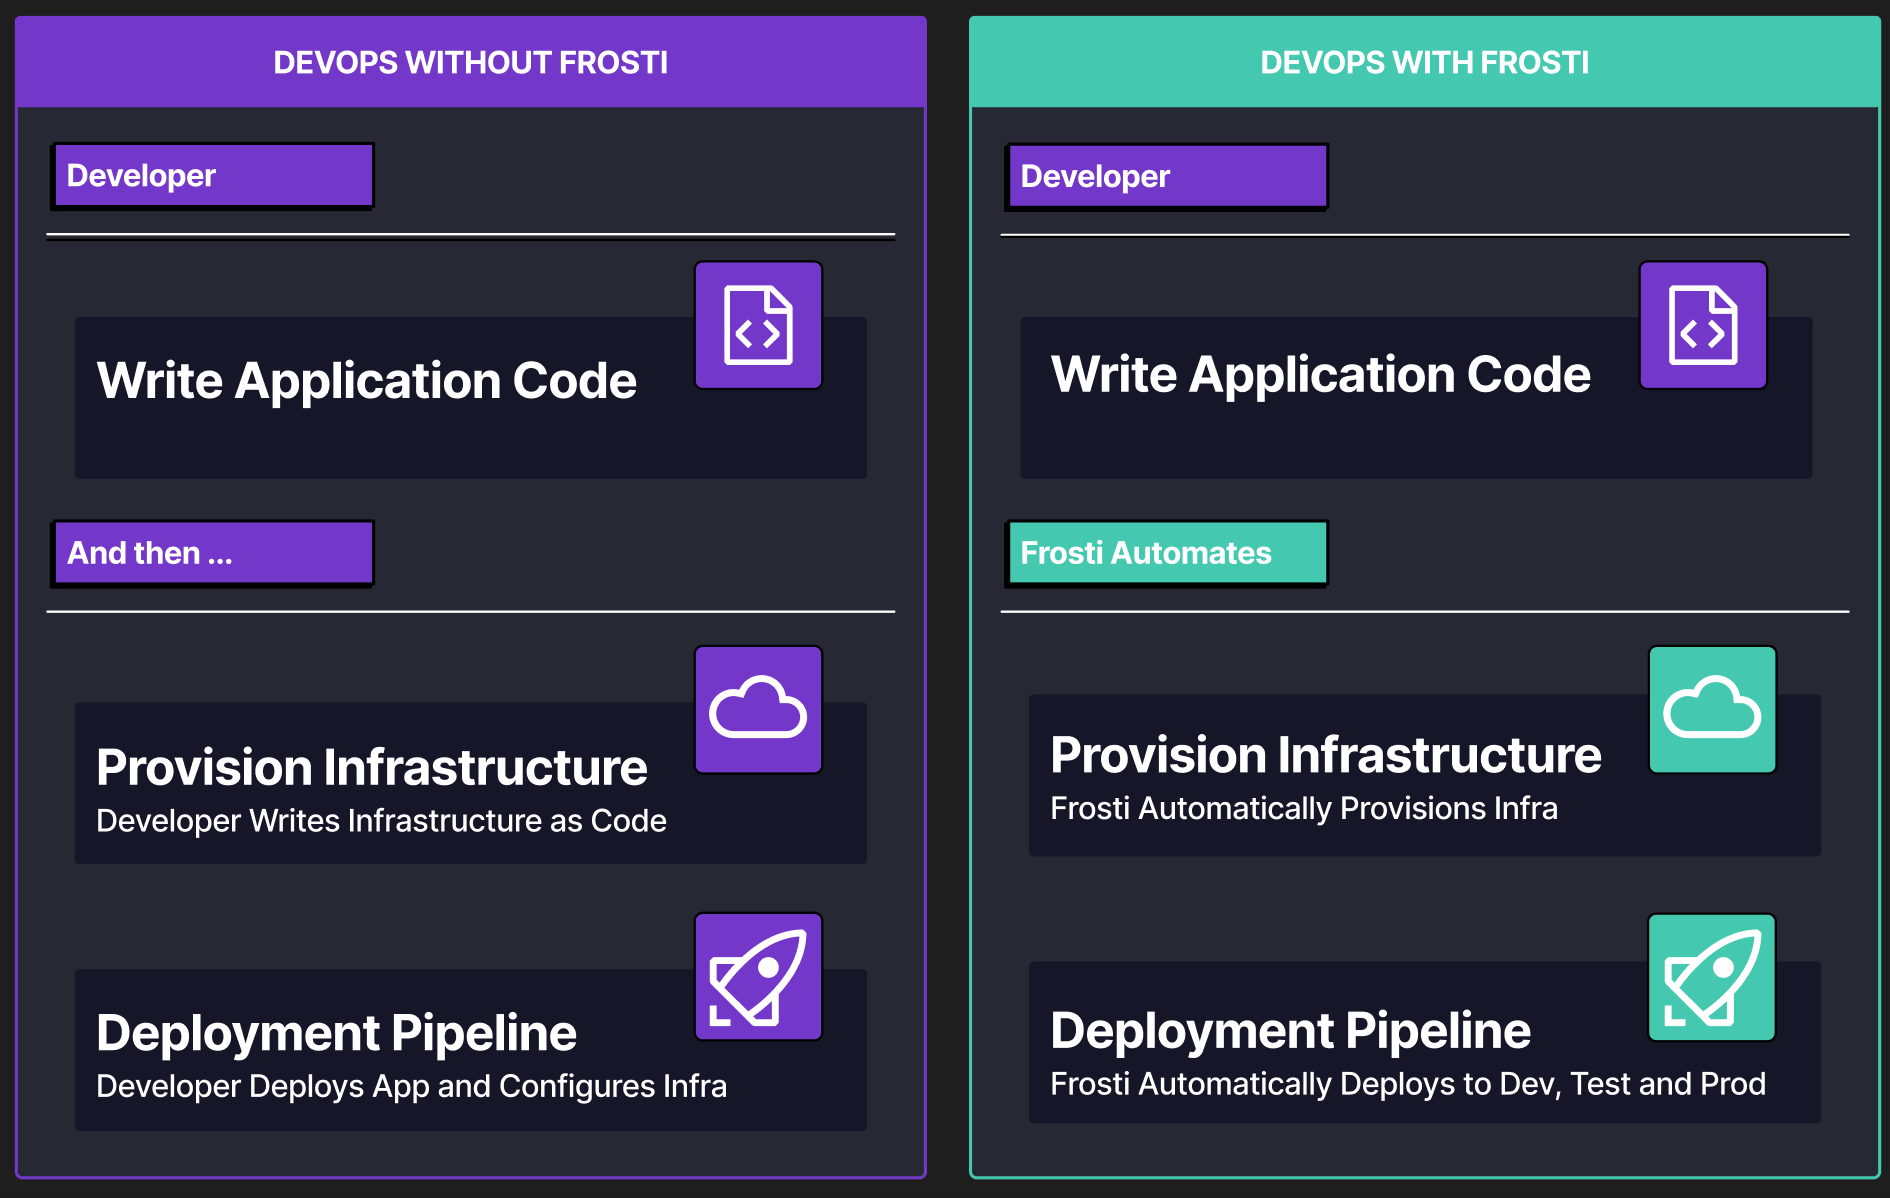 DEVOPS WITHOUT FROSTI
Developer
Write Application Code
And then ...
Provision Infrastructure
Developer Writes Infrastructure as Code
Deployment Pipeline
Developer Deploys App and Configures Infra
DEVOPS WITH FROSTI
Developer
Write Application Code
Frosti Automates
Provision Infrastructure
Frosti Automatically Provisions Infra
Deployment Pipeline
Frosti Automatically Deploys to Dev, Test and Prod